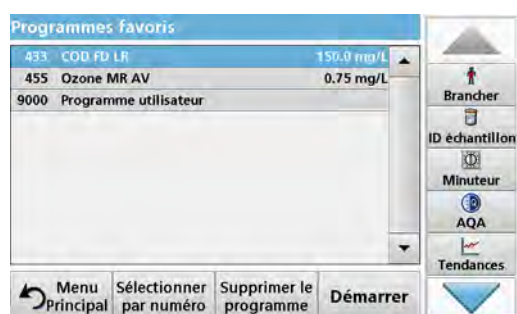 Programmes favoris
433 COD FD LR 150.0 mg/L
455 Ozone MR AV 0.75 mg/L
9000 Programme utilisateur
Brancher
ID échantillon
Minuteur
AQA
Tendances
Menu Principal
Sélectionner par numéro
Supprimer le programme
Démarrer